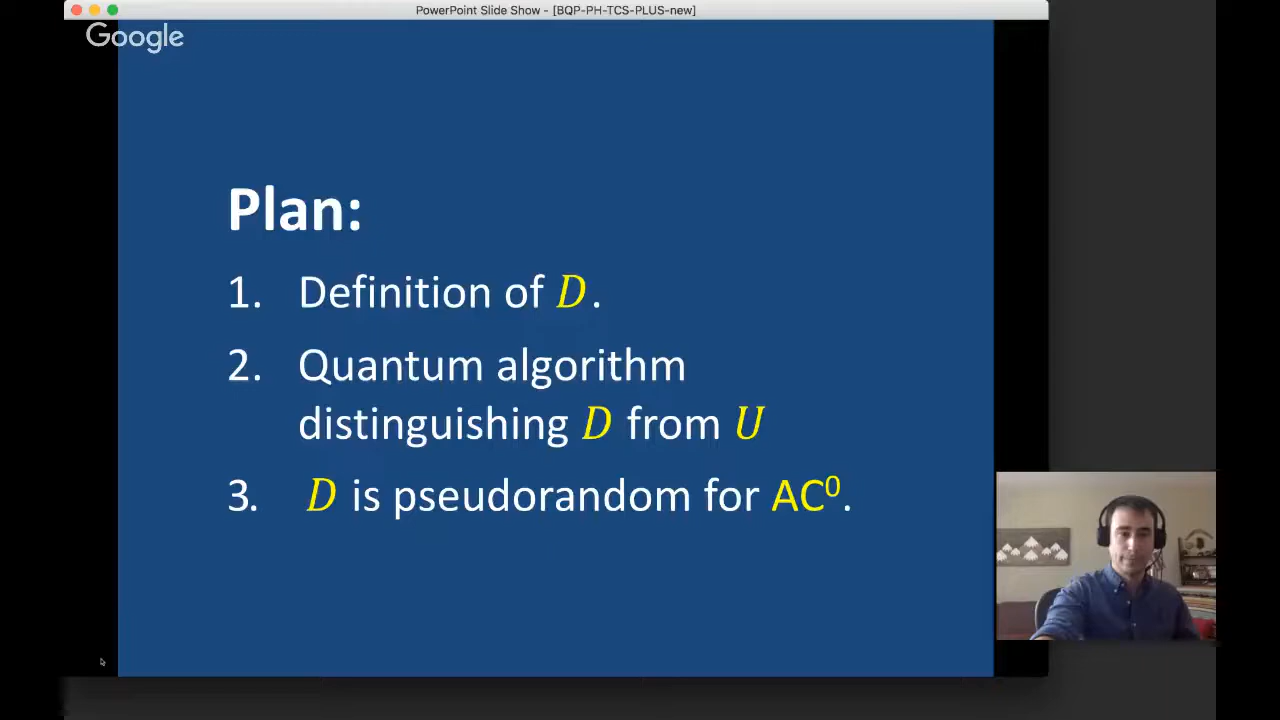 PowerPoint Slide Show - [BQP-PH-TCS-PLUS-new]
Google
Plan:
1. Definition of D.
2. Quantum algorithm
distinguishing D from U
3. D is pseudorandom for AC⁰.